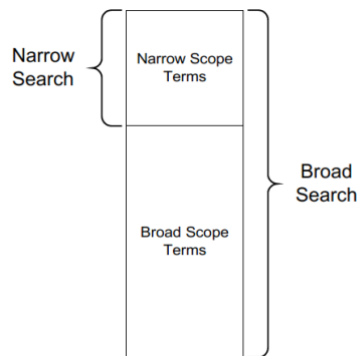 Narrow
Search
Narrow Scope
Terms
Broad
Search
Broad Scope
Terms